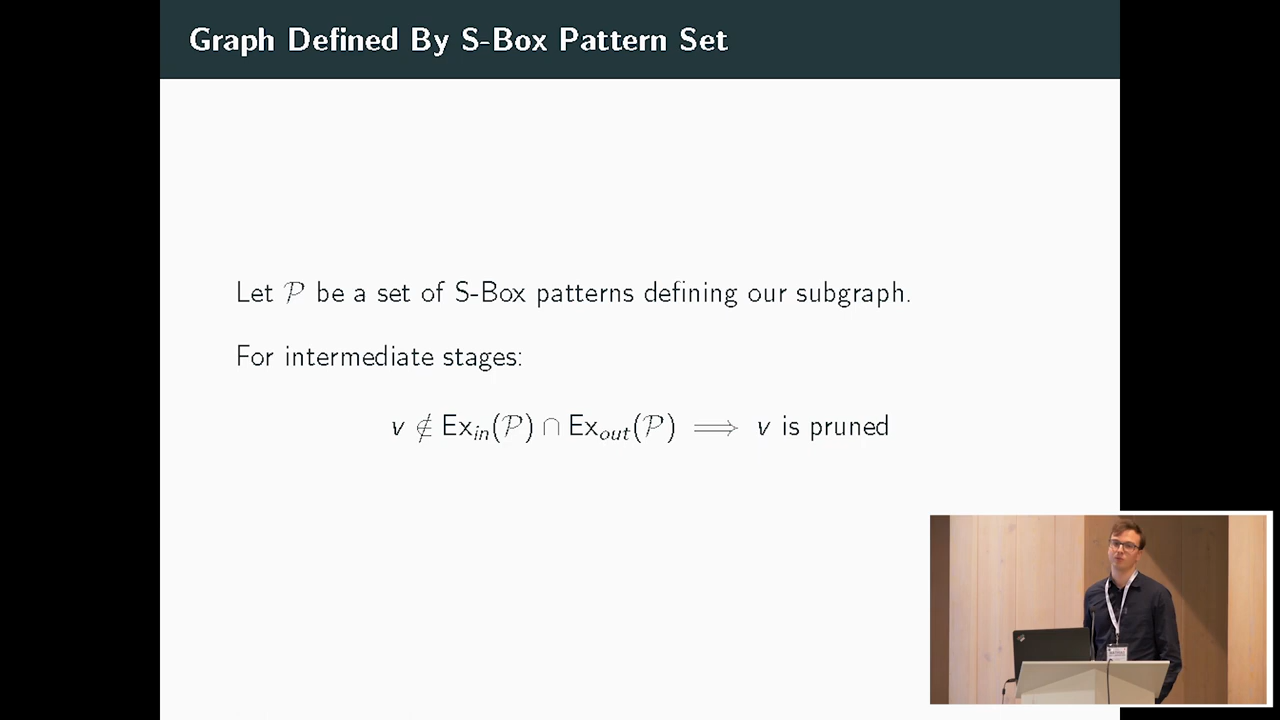 Graph Defined By S-Box Pattern Set
Let 𝒫 be a set of S-Box patterns defining our subgraph.
For intermediate stages:
v ∉ Ex_in(𝒫) ∩ Ex_out(𝒫) ⟹ v is pruned